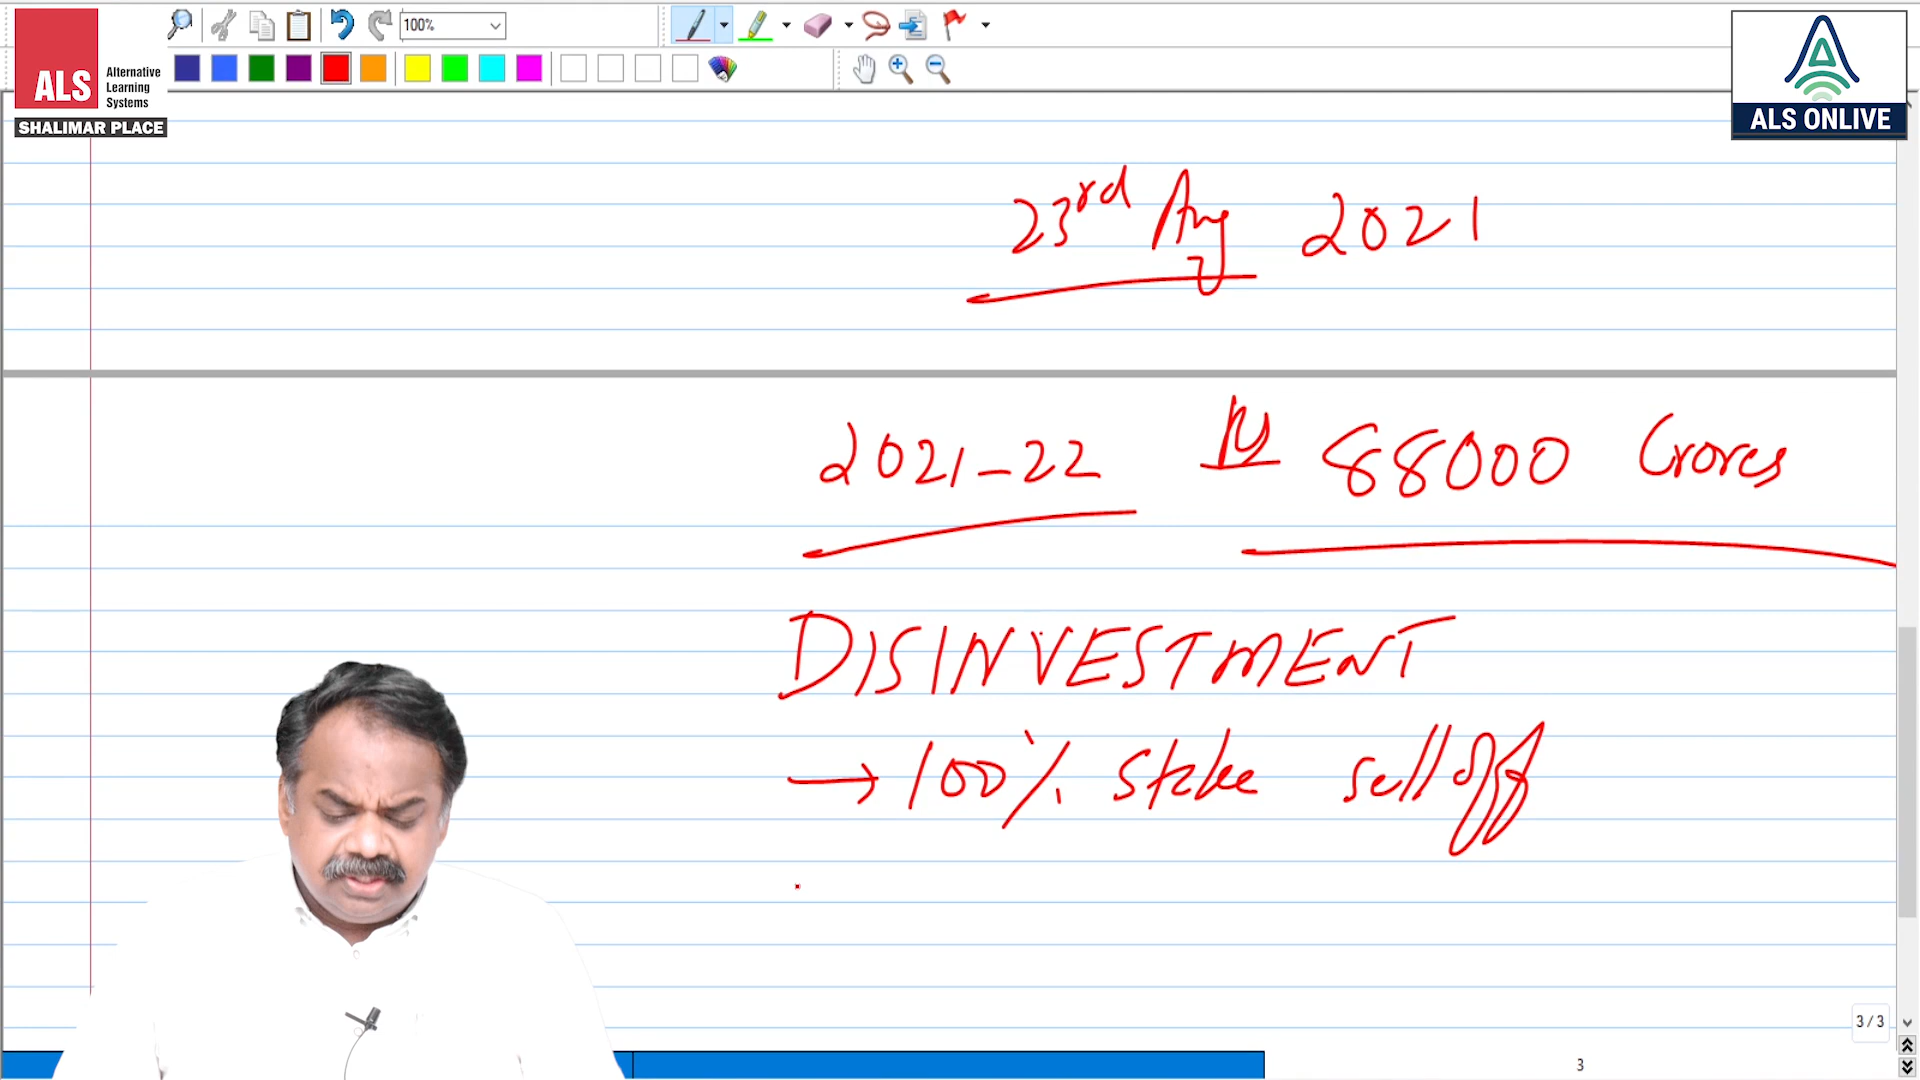 100%
ALS Alternative
Learning
Systems
SHALIMAR PLACE
ALS ONLIVE
23rd Aug 2021
2021-22 Rs 88000 Crores
DISINVESTMENT
→ 100% stake sell off
3 / 3
3